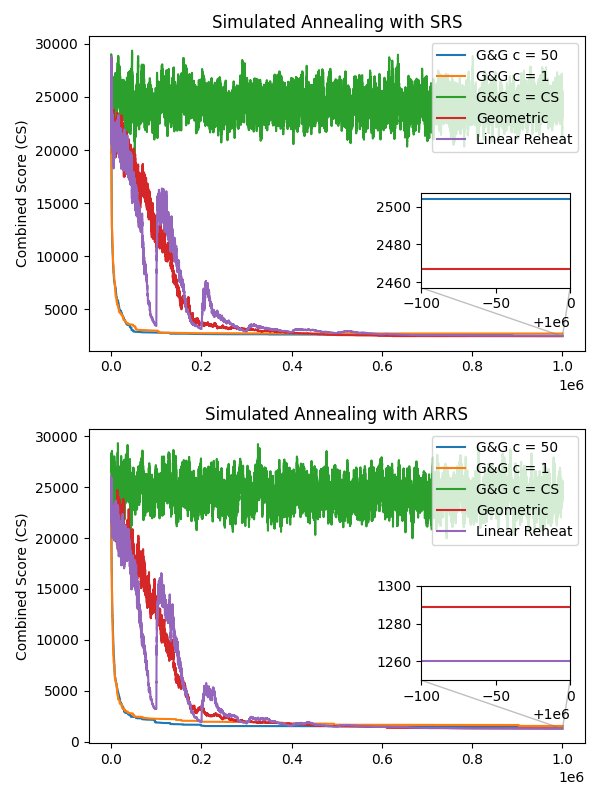 Simulated Annealing with SRS
30000
25000
20000
15000
10000
5000
Combined Score (CS)
G&G c = 50
G&G c = 1
G&G c = CS
Geometric
Linear Reheat
2500
2480
2460
−100
−50
0
+1e6
0.0
0.2
0.4
0.6
0.8
1.0
1e6
Simulated Annealing with ARRS
30000
25000
20000
15000
10000
5000
0
Combined Score (CS)
G&G c = 50
G&G c = 1
G&G c = CS
Geometric
Linear Reheat
1300
1280
1260
−100
−50
0
+1e6
0.0
0.2
0.4
0.6
0.8
1.0
1e6